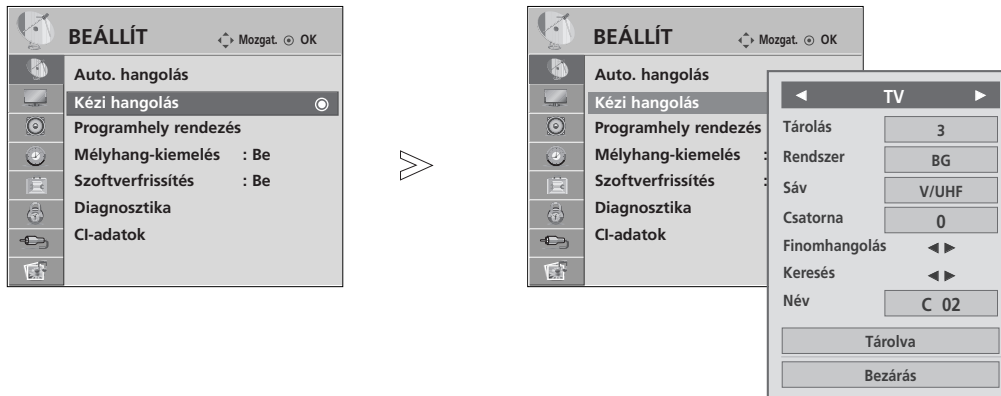 BEÁLLÍT Mozgat. OK
Auto. hangolás
Kézi hangolás
Programhely rendezés
Mélyhang-kiemelés : Be
Szoftverfrissítés : Be
Diagnosztika
CI-adatok
BEÁLLÍT Mozgat. OK
Auto. hangolás
Kézi hangolás
Programhely rendezés
Mélyhang-kiemelés :
Szoftverfrissítés :
Diagnosztika
CI-adatok
◄ TV ►
Tárolás 3
Rendszer BG
Sáv V/UHF
Csatorna 0
Finomhangolás ◄►
Keresés ◄►
Név C 02
Tárolva
Bezárás